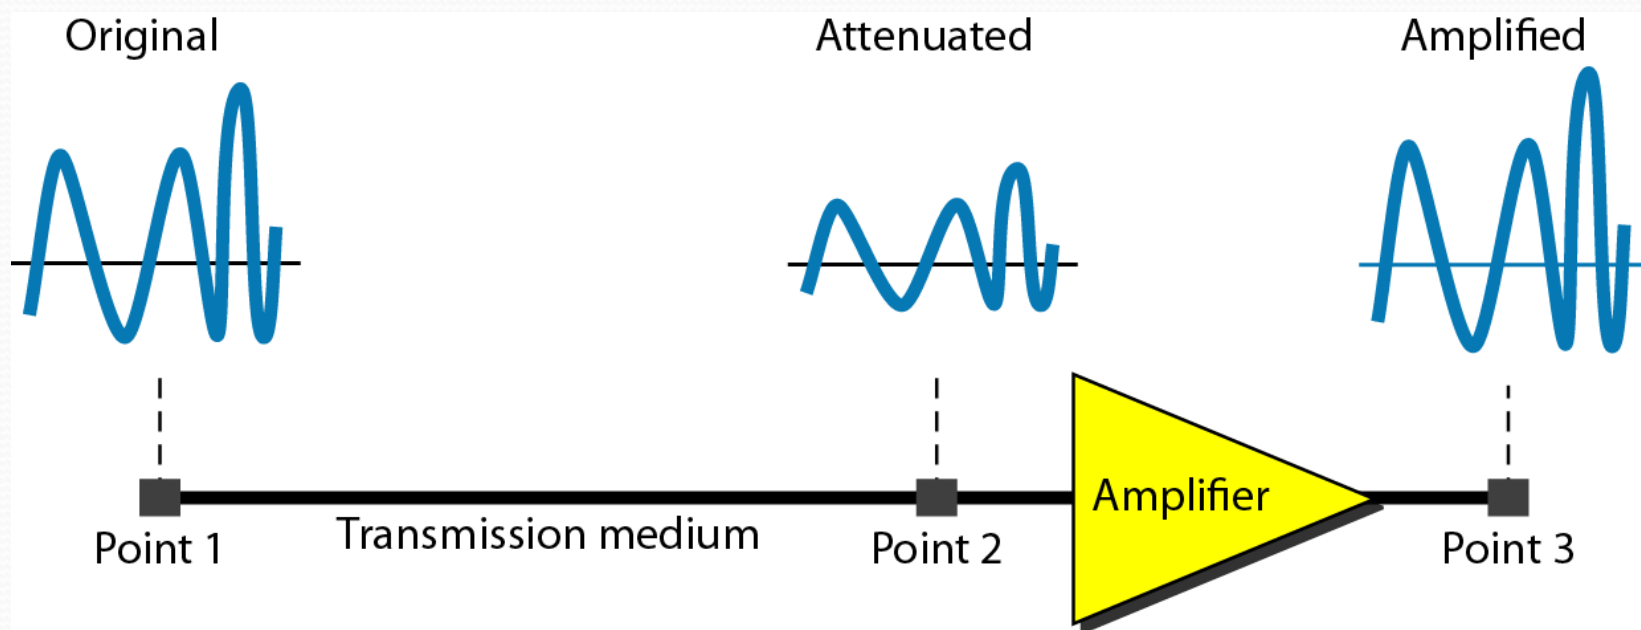 Original
Attenuated
Amplified
Amplifier
Transmission medium
Point 1
Point 2
Point 3